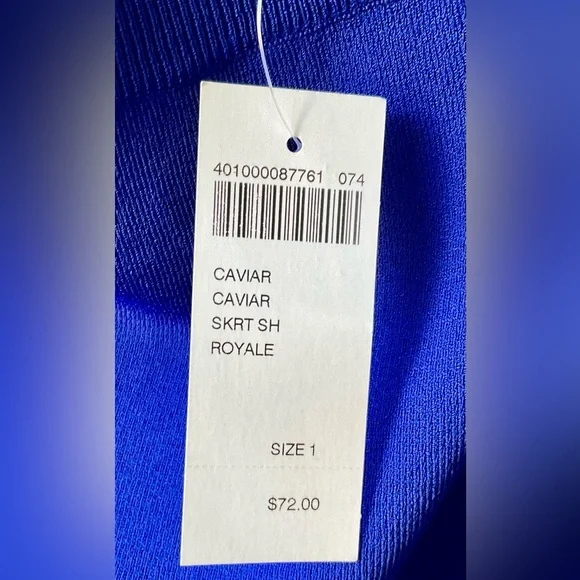 401000087761 074
CAVIAR
CAVIAR
SKRT SH
ROYALE
SIZE 1
$72.00